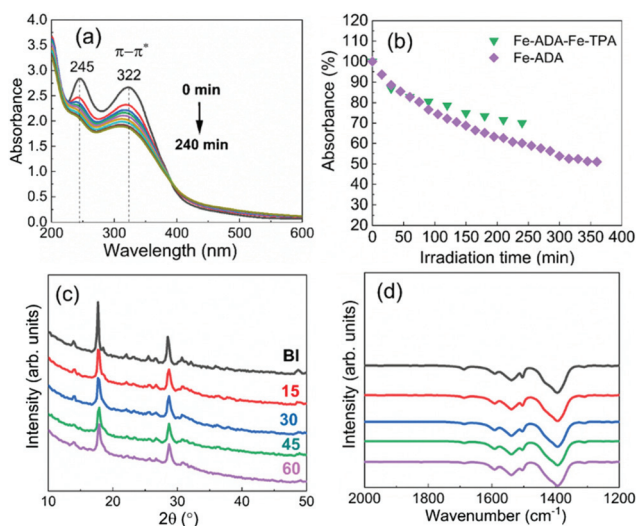 (a)
π–π*
245
322
0 min
240 min
4.0
3.5
3.0
2.5
2.0
1.5
1.0
0.5
0.0
200
300
400
500
600
Absorbance
Wavelength (nm)
(b)
Fe-ADA-Fe-TPA
Fe-ADA
120
110
100
90
80
70
60
50
40
30
20
0
50
100
150
200
250
300
350
400
Absorbance (%)
Irradiation time (min)
(c)
BI
15
30
45
60
10
20
30
40
50
Intensity (arb. units)
2θ (°)
(d)
2000
1800
1600
1400
1200
Intensity (arb. units)
Wavenumber (cm⁻¹)